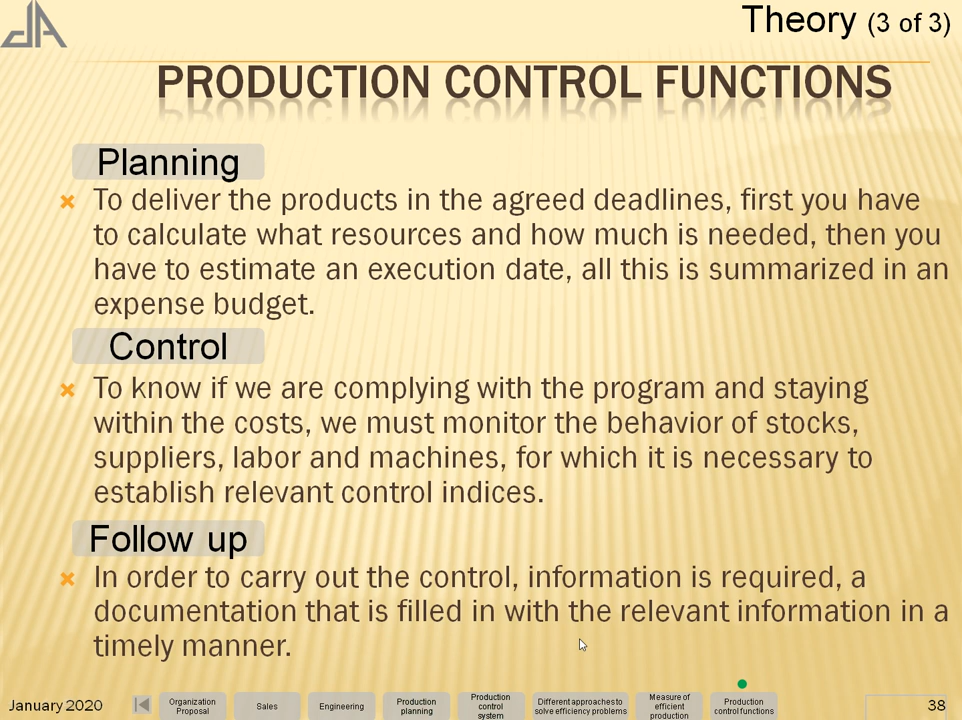 Theory (3 of 3)
PRODUCTION CONTROL FUNCTIONS
Planning
To deliver the products in the agreed deadlines, first you have
to calculate what resources and how much is needed, then you
have to estimate an execution date, all this is summarized in an
expense budget.
Control
To know if we are complying with the program and staying
within the costs, we must monitor the behavior of stocks,
suppliers, labor and machines, for which it is necessary to
establish relevant control indices.
Follow up
In order to carry out the control, information is required, a
documentation that is filled in with the relevant information in a
timely manner.
January 2020
Organization
Proposal
Sales
Engineering
Production
planning
Production
control
system
Different approaches to
solve efficiency problems
Measure of
efficient
production
Production
control functions
38